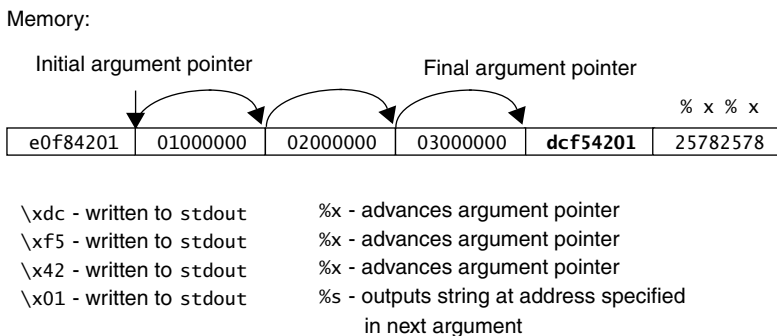 Memory:
Initial argument pointer
Final argument pointer
% x % x
e0f84201 01000000 02000000 03000000 dcf54201 25782578
\xdc - written to stdout
\xf5 - written to stdout
\x42 - written to stdout
\x01 - written to stdout
%x - advances argument pointer
%x - advances argument pointer
%x - advances argument pointer
%s - outputs string at address specified
in next argument